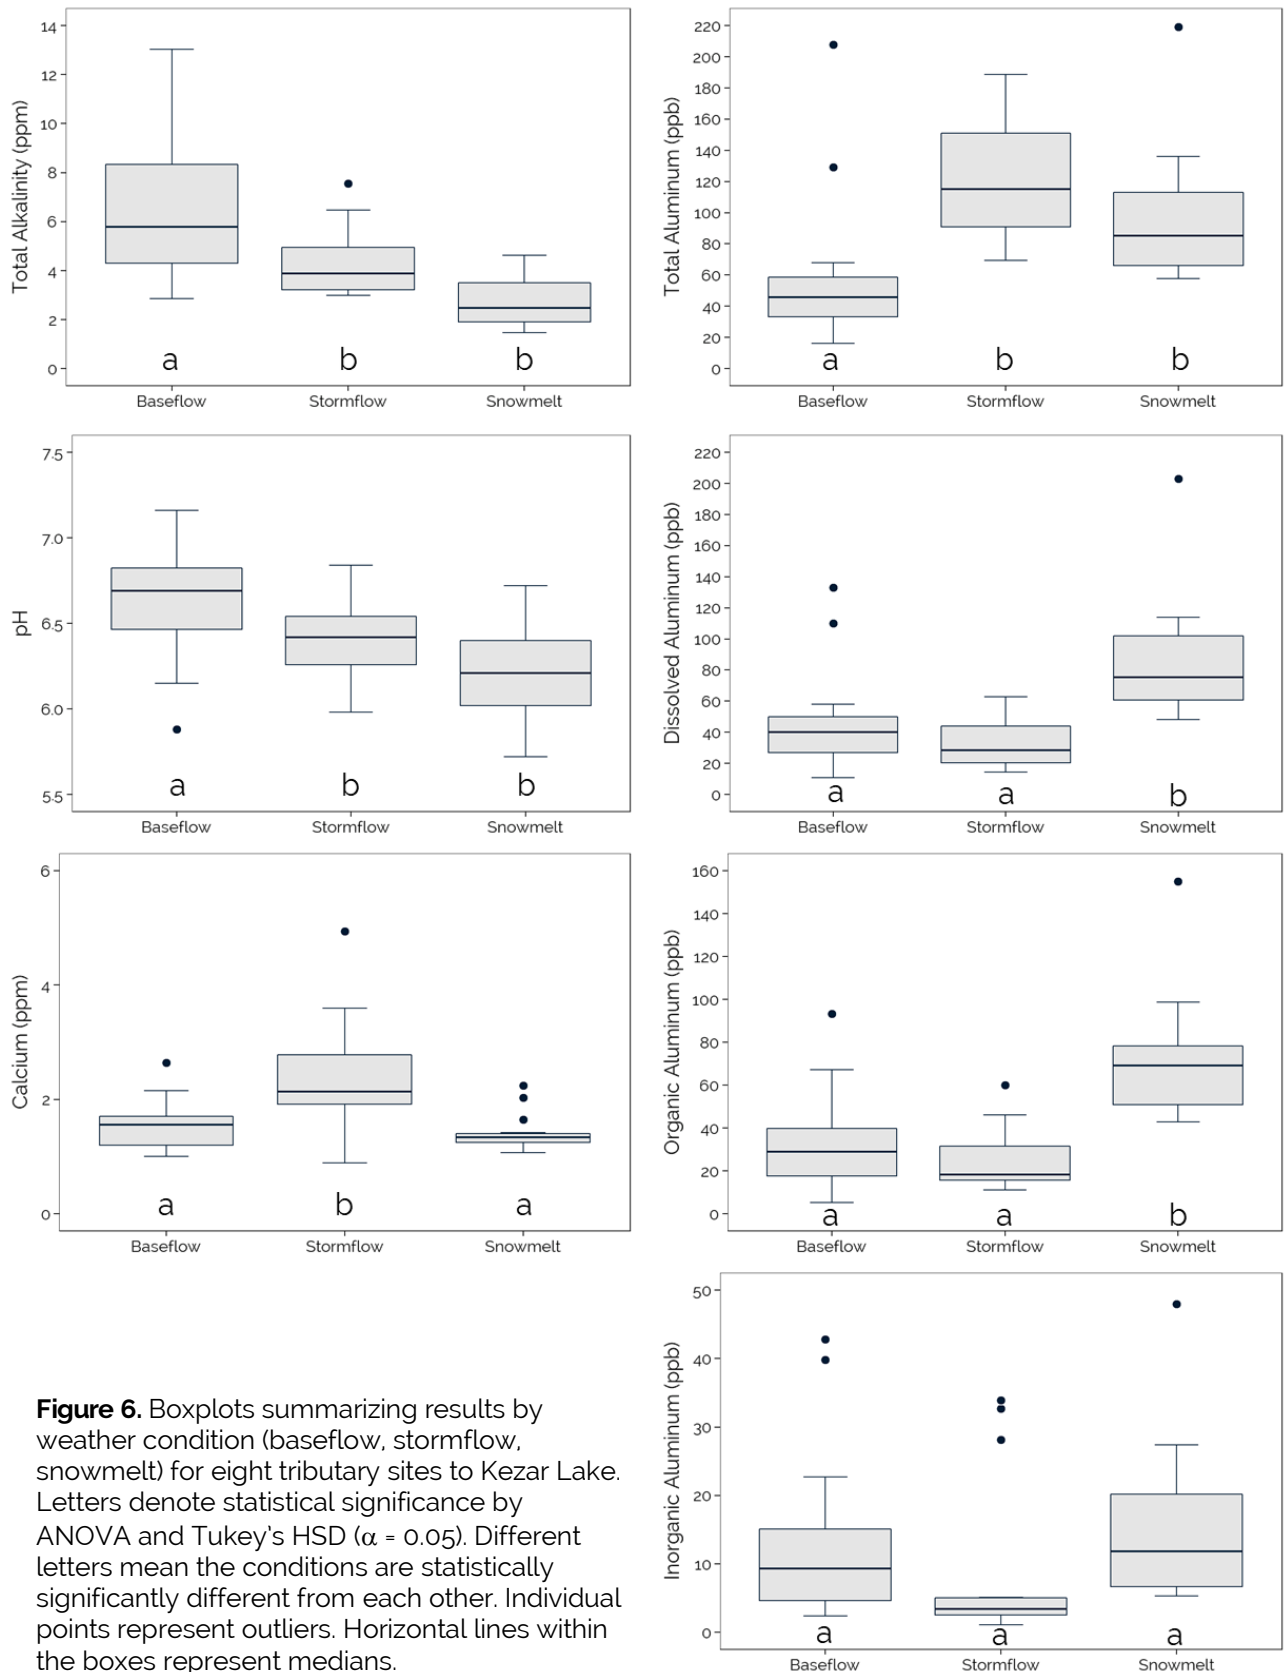 Total Alkalinity (ppm)
14
12
10
8
6
4
2
0
a b b
Baseflow Stormflow Snowmelt
Total Aluminum (ppb)
220
200
180
160
140
120
100
80
60
40
20
0
a b b
Baseflow Stormflow Snowmelt
pH
7.5
7.0
6.5
6.0
5.5
a b b
Baseflow Stormflow Snowmelt
Dissolved Aluminum (ppb)
220
200
180
160
140
120
100
80
60
40
20
0
a a b
Baseflow Stormflow Snowmelt
Calcium (ppm)
6
4
2
0
a b a
Baseflow Stormflow Snowmelt
Organic Aluminum (ppb)
160
140
120
100
80
60
40
20
0
a a b
Baseflow Stormflow Snowmelt
Inorganic Aluminum (ppb)
50
40
30
20
10
0
a a a
Baseflow Stormflow Snowmelt
Figure 6. Boxplots summarizing results by
weather condition (baseflow, stormflow,
snowmelt) for eight tributary sites to Kezar Lake.
Letters denote statistical significance by
ANOVA and Tukey's HSD (α = 0.05). Different
letters mean the conditions are statistically
significantly different from each other. Individual
points represent outliers. Horizontal lines within
the boxes represent medians.